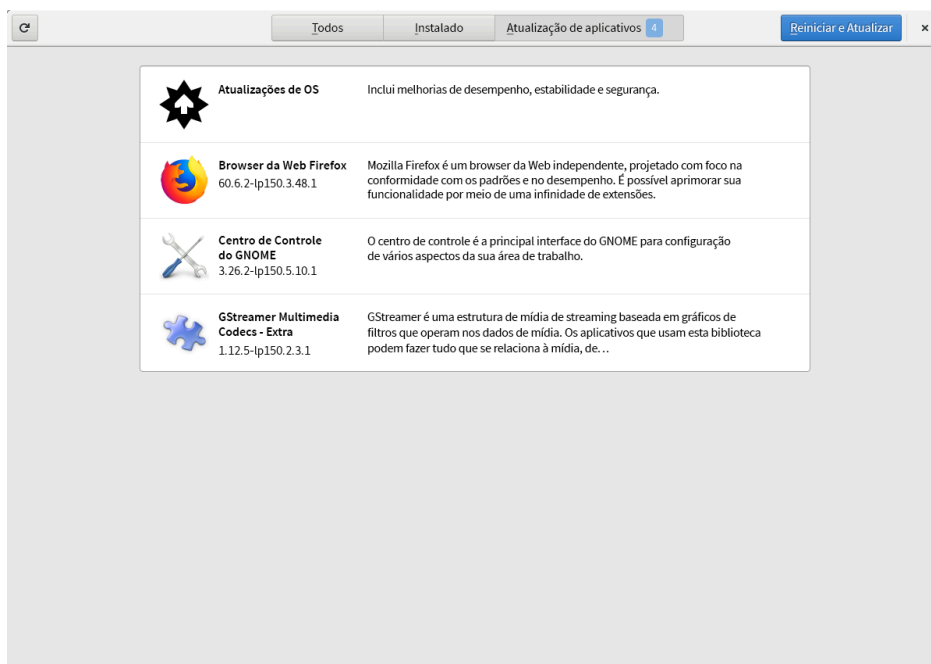 Todos
Instalado
Atualização de aplicativos 4
Reiniciar e Atualizar
Atualizações de OS
Inclui melhorias de desempenho, estabilidade e segurança.
Browser da Web Firefox
60.6.2-lp150.3.48.1
Mozilla Firefox é um browser da Web independente, projetado com foco na
conformidade com os padrões e no desempenho. É possível aprimorar sua
funcionalidade por meio de uma infinidade de extensões.
Centro de Controle
do GNOME
3.26.2-lp150.5.10.1
O centro de controle é a principal interface do GNOME para configuração
de vários aspectos da sua área de trabalho.
GStreamer Multimedia
Codecs - Extra
1.12.5-lp150.2.3.1
GStreamer é uma estrutura de mídia de streaming baseada em gráficos de
filtros que operam nos dados de mídia. Os aplicativos que usam esta biblioteca
podem fazer tudo que se relaciona à mídia, de…